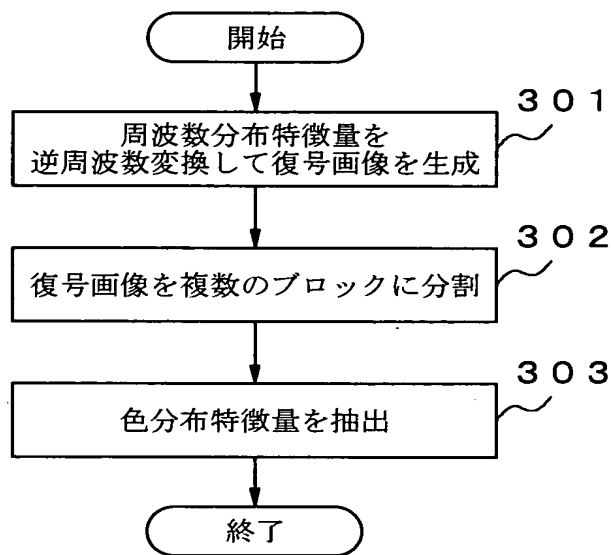 開始
301
周波数分布特徴量を
逆周波数変換して復号画像を生成
302
復号画像を複数のブロックに分割
303
色分布特徴量を抽出
終了